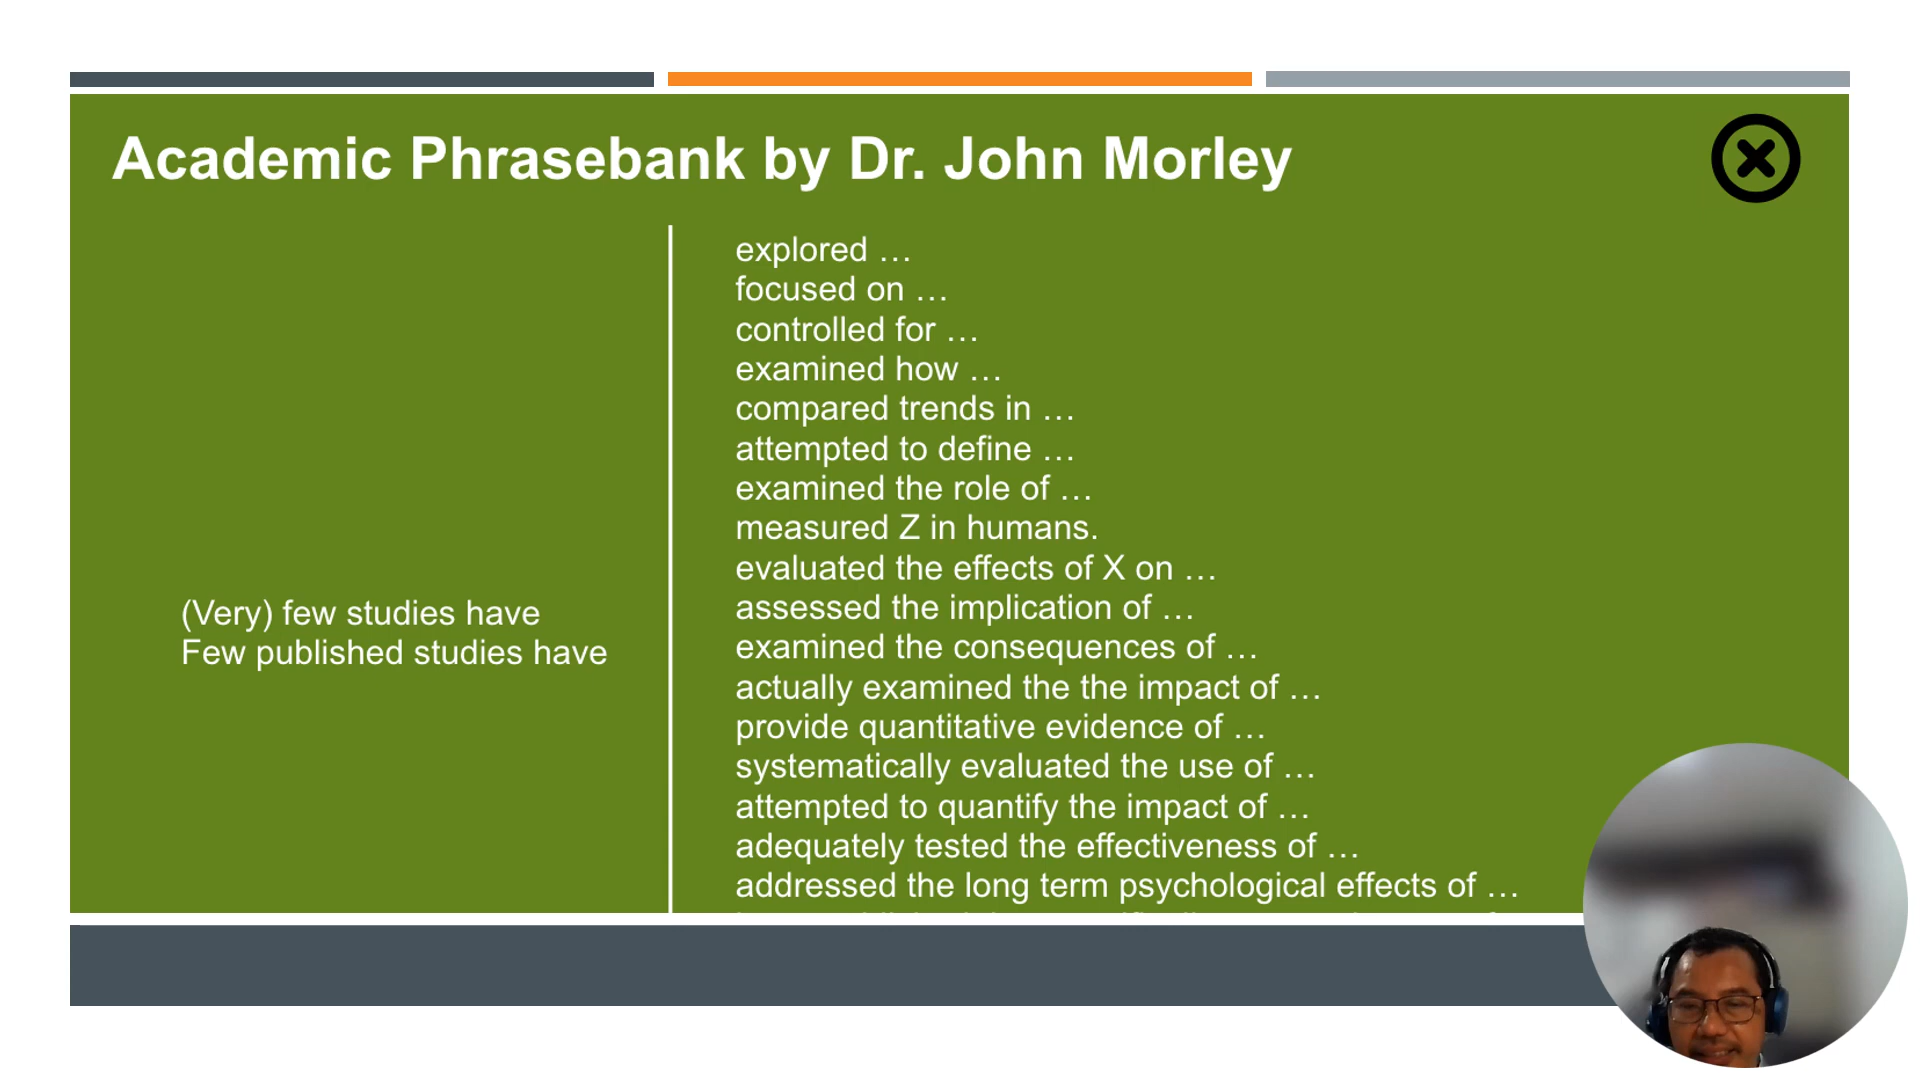 Academic Phrasebank by Dr. John Morley
(Very) few studies have
Few published studies have
explored …
focused on …
controlled for …
examined how …
compared trends in …
attempted to define …
examined the role of …
measured Z in humans.
evaluated the effects of X on …
assessed the implication of …
examined the consequences of …
actually examined the the impact of …
provide quantitative evidence of …
systematically evaluated the use of …
attempted to quantify the impact of …
adequately tested the effectiveness of …
addressed the long term psychological effects of …